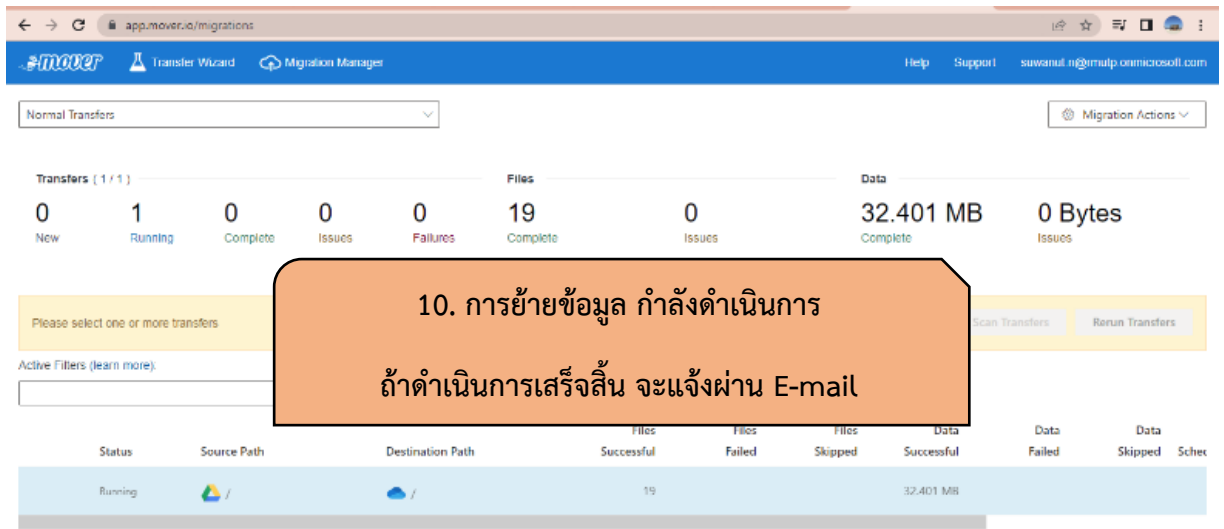 app.mover.io/migrations
mover Transfer Wizard Migration Manager Help Support suwanut.n@rmutp.onmicrosoft.com
Normal Transfers Migration Actions
Transfers ( 1 / 1 ) Files Data
0 1 0 0 0 19 0 32.401 MB 0 Bytes
New Running Complete Issues Failures Complete Issues Complete Issues
10. การย้ายข้อมูล กำลังดำเนินการ
Please select one or more transfers Scan Transfers Rerun Transfers
Active Filters (learn more):
ถ้าดำเนินการเสร็จสิ้น จะแจ้งผ่าน E-mail
Files Files Files Data Data Data
Status Source Path Destination Path Successful Failed Skipped Successful Failed Skipped Sched
Running / / 19 32.401 MB